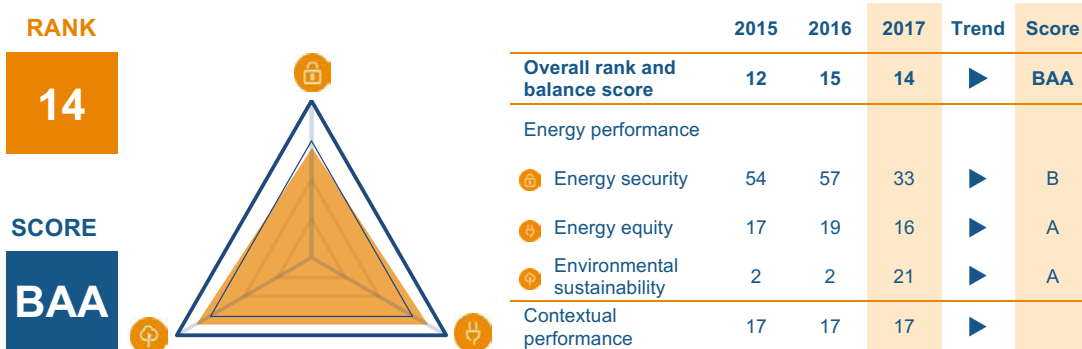 RANK
14
SCORE
BAA
2015 2016 2017 Trend Score
Overall rank and
balance score 12 15 14 BAA
Energy performance
Energy security 54 57 33 B
Energy equity 17 19 16 A
Environmental
sustainability 2 2 21 A
Contextual
performance 17 17 17